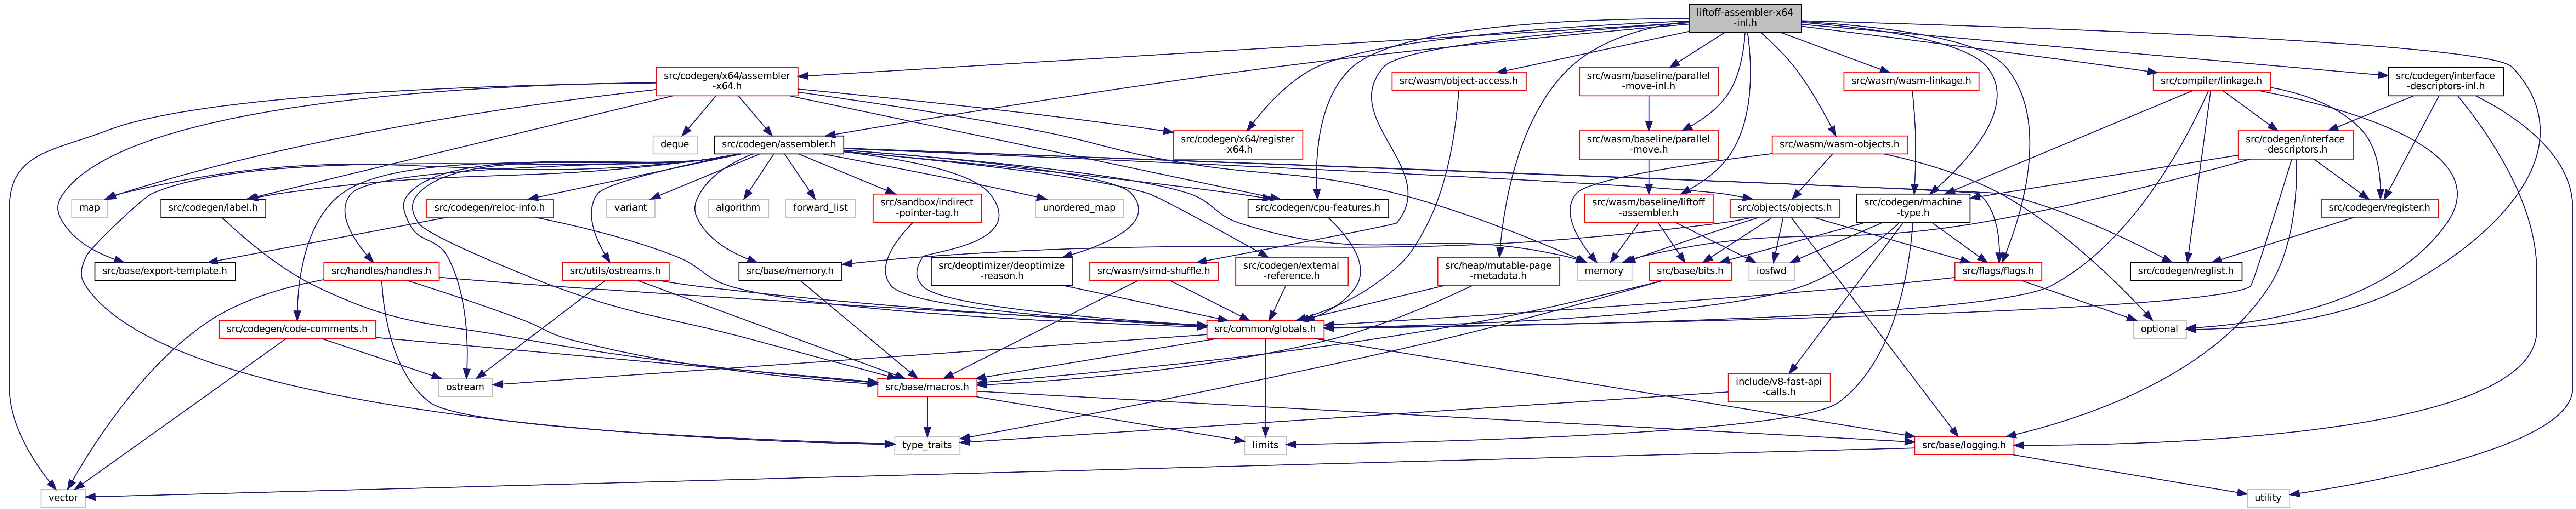 liftoff-assembler-x64
-inl.h
src/codegen/x64/assembler
-x64.h
src/wasm/object-access.h
src/wasm/baseline/parallel
-move-inl.h
src/wasm/wasm-linkage.h
src/compiler/linkage.h
src/codegen/interface
-descriptors-inl.h
deque
src/codegen/assembler.h
src/codegen/x64/register
-x64.h
src/wasm/baseline/parallel
-move.h
src/wasm/wasm-objects.h
src/codegen/interface
-descriptors.h
map
src/codegen/label.h
src/codegen/reloc-info.h
variant
algorithm
forward_list
src/sandbox/indirect
-pointer-tag.h
unordered_map
src/codegen/cpu-features.h
src/wasm/baseline/liftoff
-assembler.h
src/objects/objects.h
src/codegen/machine
-type.h
src/codegen/register.h
src/base/export-template.h
src/handles/handles.h
src/utils/ostreams.h
src/base/memory.h
src/deoptimizer/deoptimize
-reason.h
src/wasm/simd-shuffle.h
src/codegen/external
-reference.h
src/heap/mutable-page
-metadata.h
memory
src/base/bits.h
iosfwd
src/flags/flags.h
src/codegen/reglist.h
src/codegen/code-comments.h
src/common/globals.h
optional
ostream
src/base/macros.h
include/v8-fast-api
-calls.h
type_traits
limits
src/base/logging.h
vector
utility